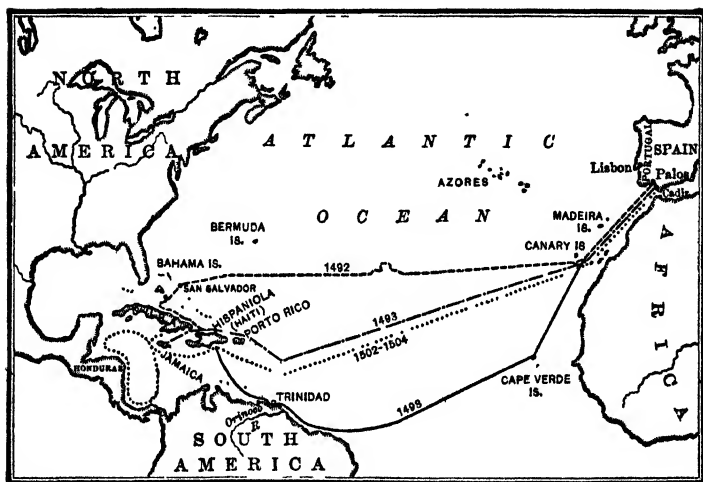 NORTH
AMERICA
ATLANTIC
OCEAN
AZORES
PORTUGAL
SPAIN
Lisbon
Palos
Cadiz
MADEIRA
IS.
CANARY IS
BERMUDA
IS.
BAHAMA IS.
SAN SALVADOR
1492
HISPANIOLA
(HAITI)
PORTO RICO
1493
1502-1504
JAMAICA
HONDURAS
AFRICA
CAPE VERDE
IS.
1498
TRINIDAD
Orinoco
R
SOUTH
AMERICA